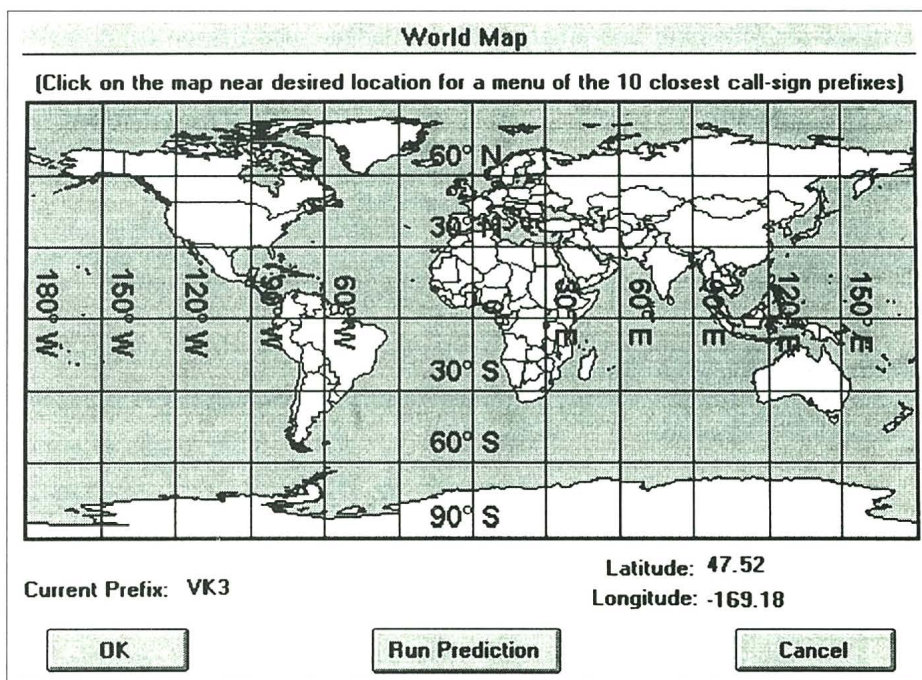 World Map
(Click on the map near desired location for a menu of the 10 closest call-sign prefixes)
60° N
30° N
180° W
150° W
120° W
90° W
60° W
30° E
60° E
90° E
120° E
150° E
30° S
60° S
90° S
Current Prefix: VK3
Latitude: 47.52
Longitude: -169.18
OK
Run Prediction
Cancel